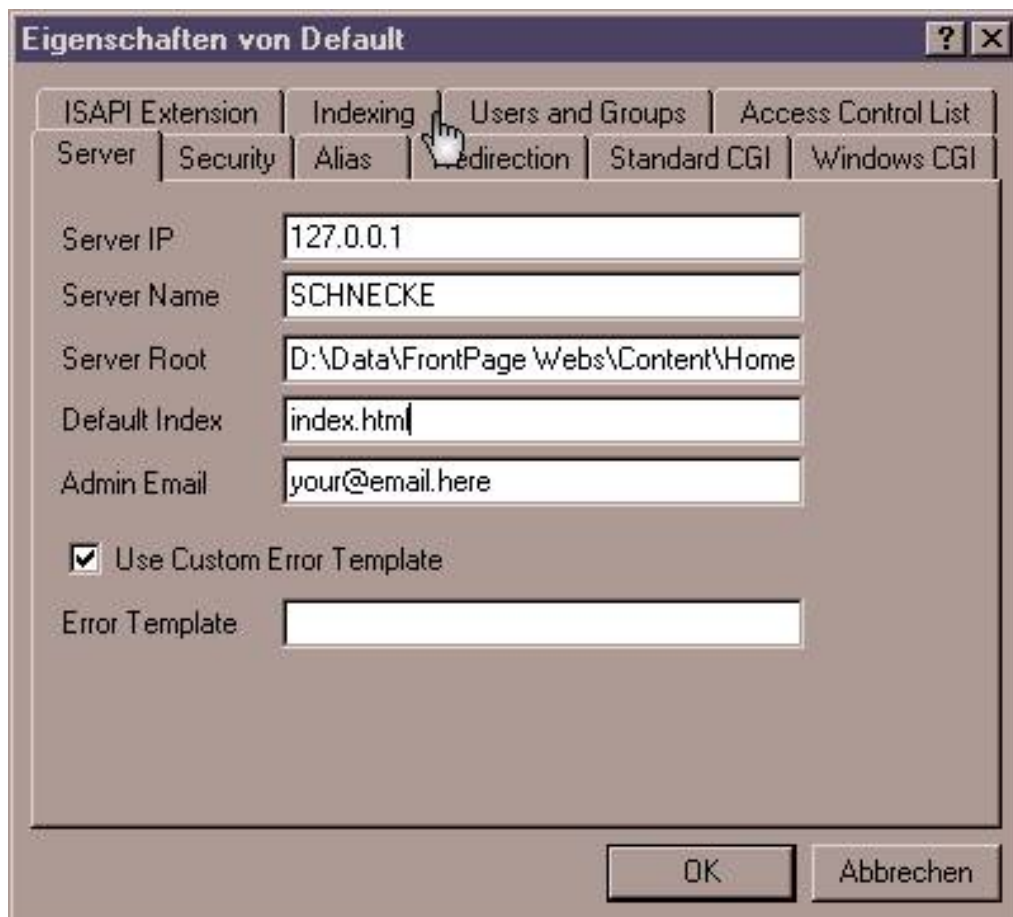 Eigenschaften von Default
ISAPI Extension Indexing Users and Groups Access Control List
Server Security Alias Redirection Standard CGI Windows CGI
Server IP 127.0.0.1
Server Name SCHNECKE
Server Root D:\Data\FrontPage Webs\Content\Home
Default Index index.html
Admin Email your@email.here
Use Custom Error Template
Error Template
OK Abbrechen